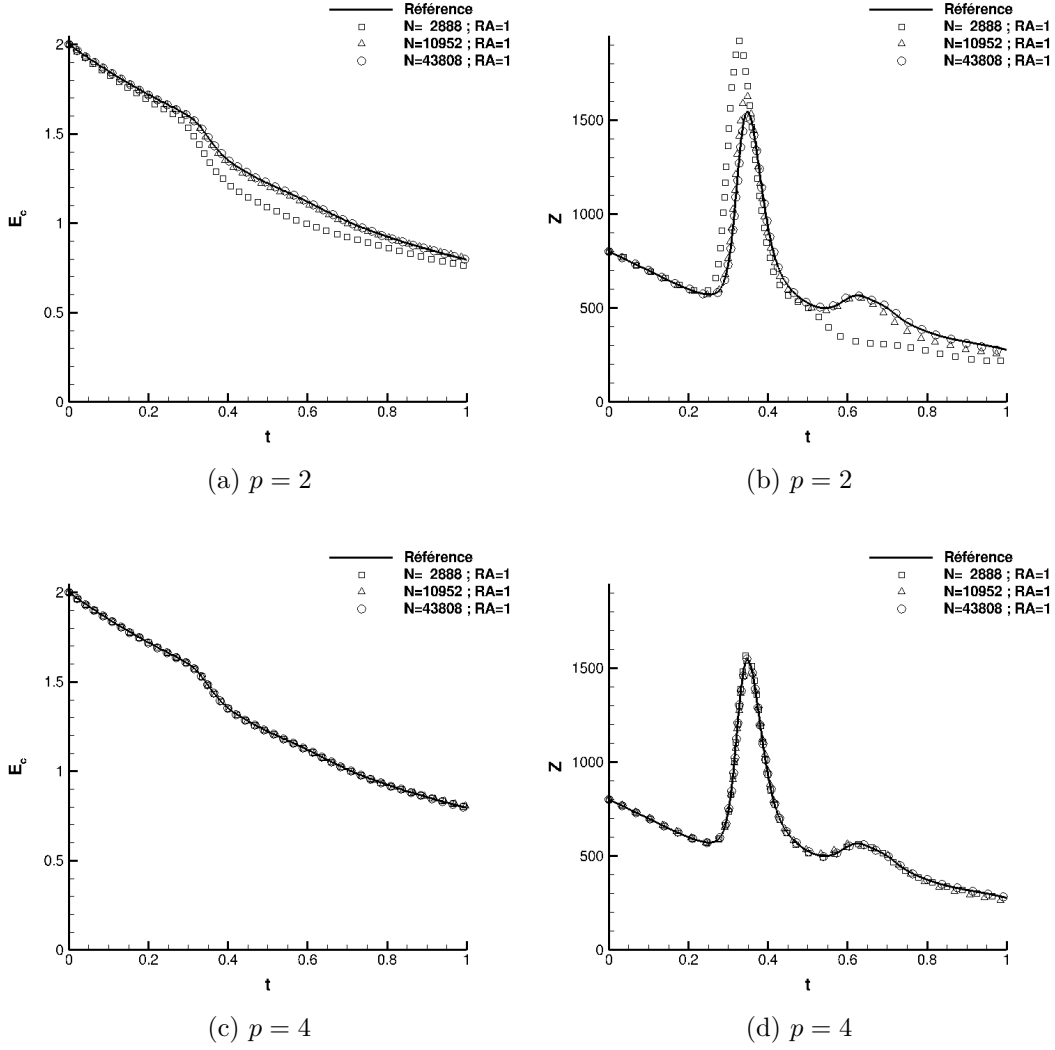 Référence
N= 2888 ; RA=1
N=10952 ; RA=1
N=43808 ; RA=1
2
1.5
1
0.5
0
E_c
0 0.2 0.4 0.6 0.8 1
t
(a) p = 2
Référence
N= 2888 ; RA=1
N=10952 ; RA=1
N=43808 ; RA=1
1500
1000
500
0
Z
0 0.2 0.4 0.6 0.8 1
t
(b) p = 2
Référence
N= 2888 ; RA=1
N=10952 ; RA=1
N=43808 ; RA=1
2
1.5
1
0.5
0
E_c
0 0.2 0.4 0.6 0.8 1
t
(c) p = 4
Référence
N= 2888 ; RA=1
N=10952 ; RA=1
N=43808 ; RA=1
1500
1000
500
0
Z
0 0.2 0.4 0.6 0.8 1
t
(d) p = 4